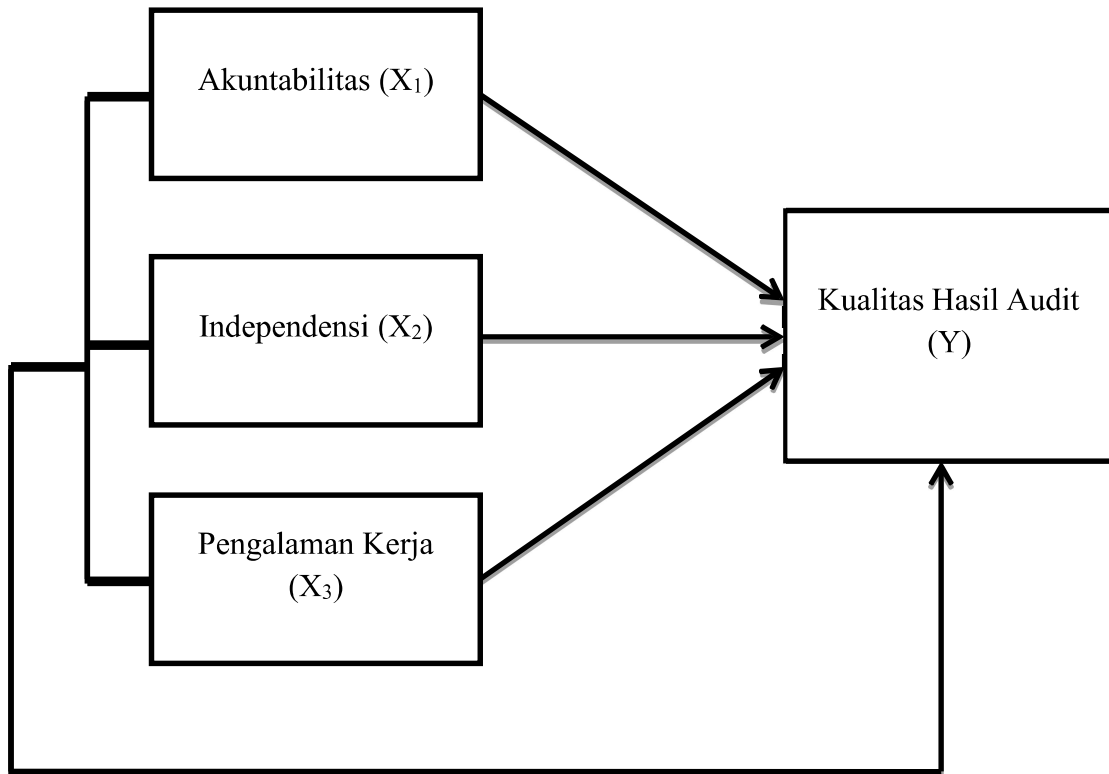 Akuntabilitas (X₁)
Independensi (X₂)
Pengalaman Kerja
(X₃)
Kualitas Hasil Audit
(Y)